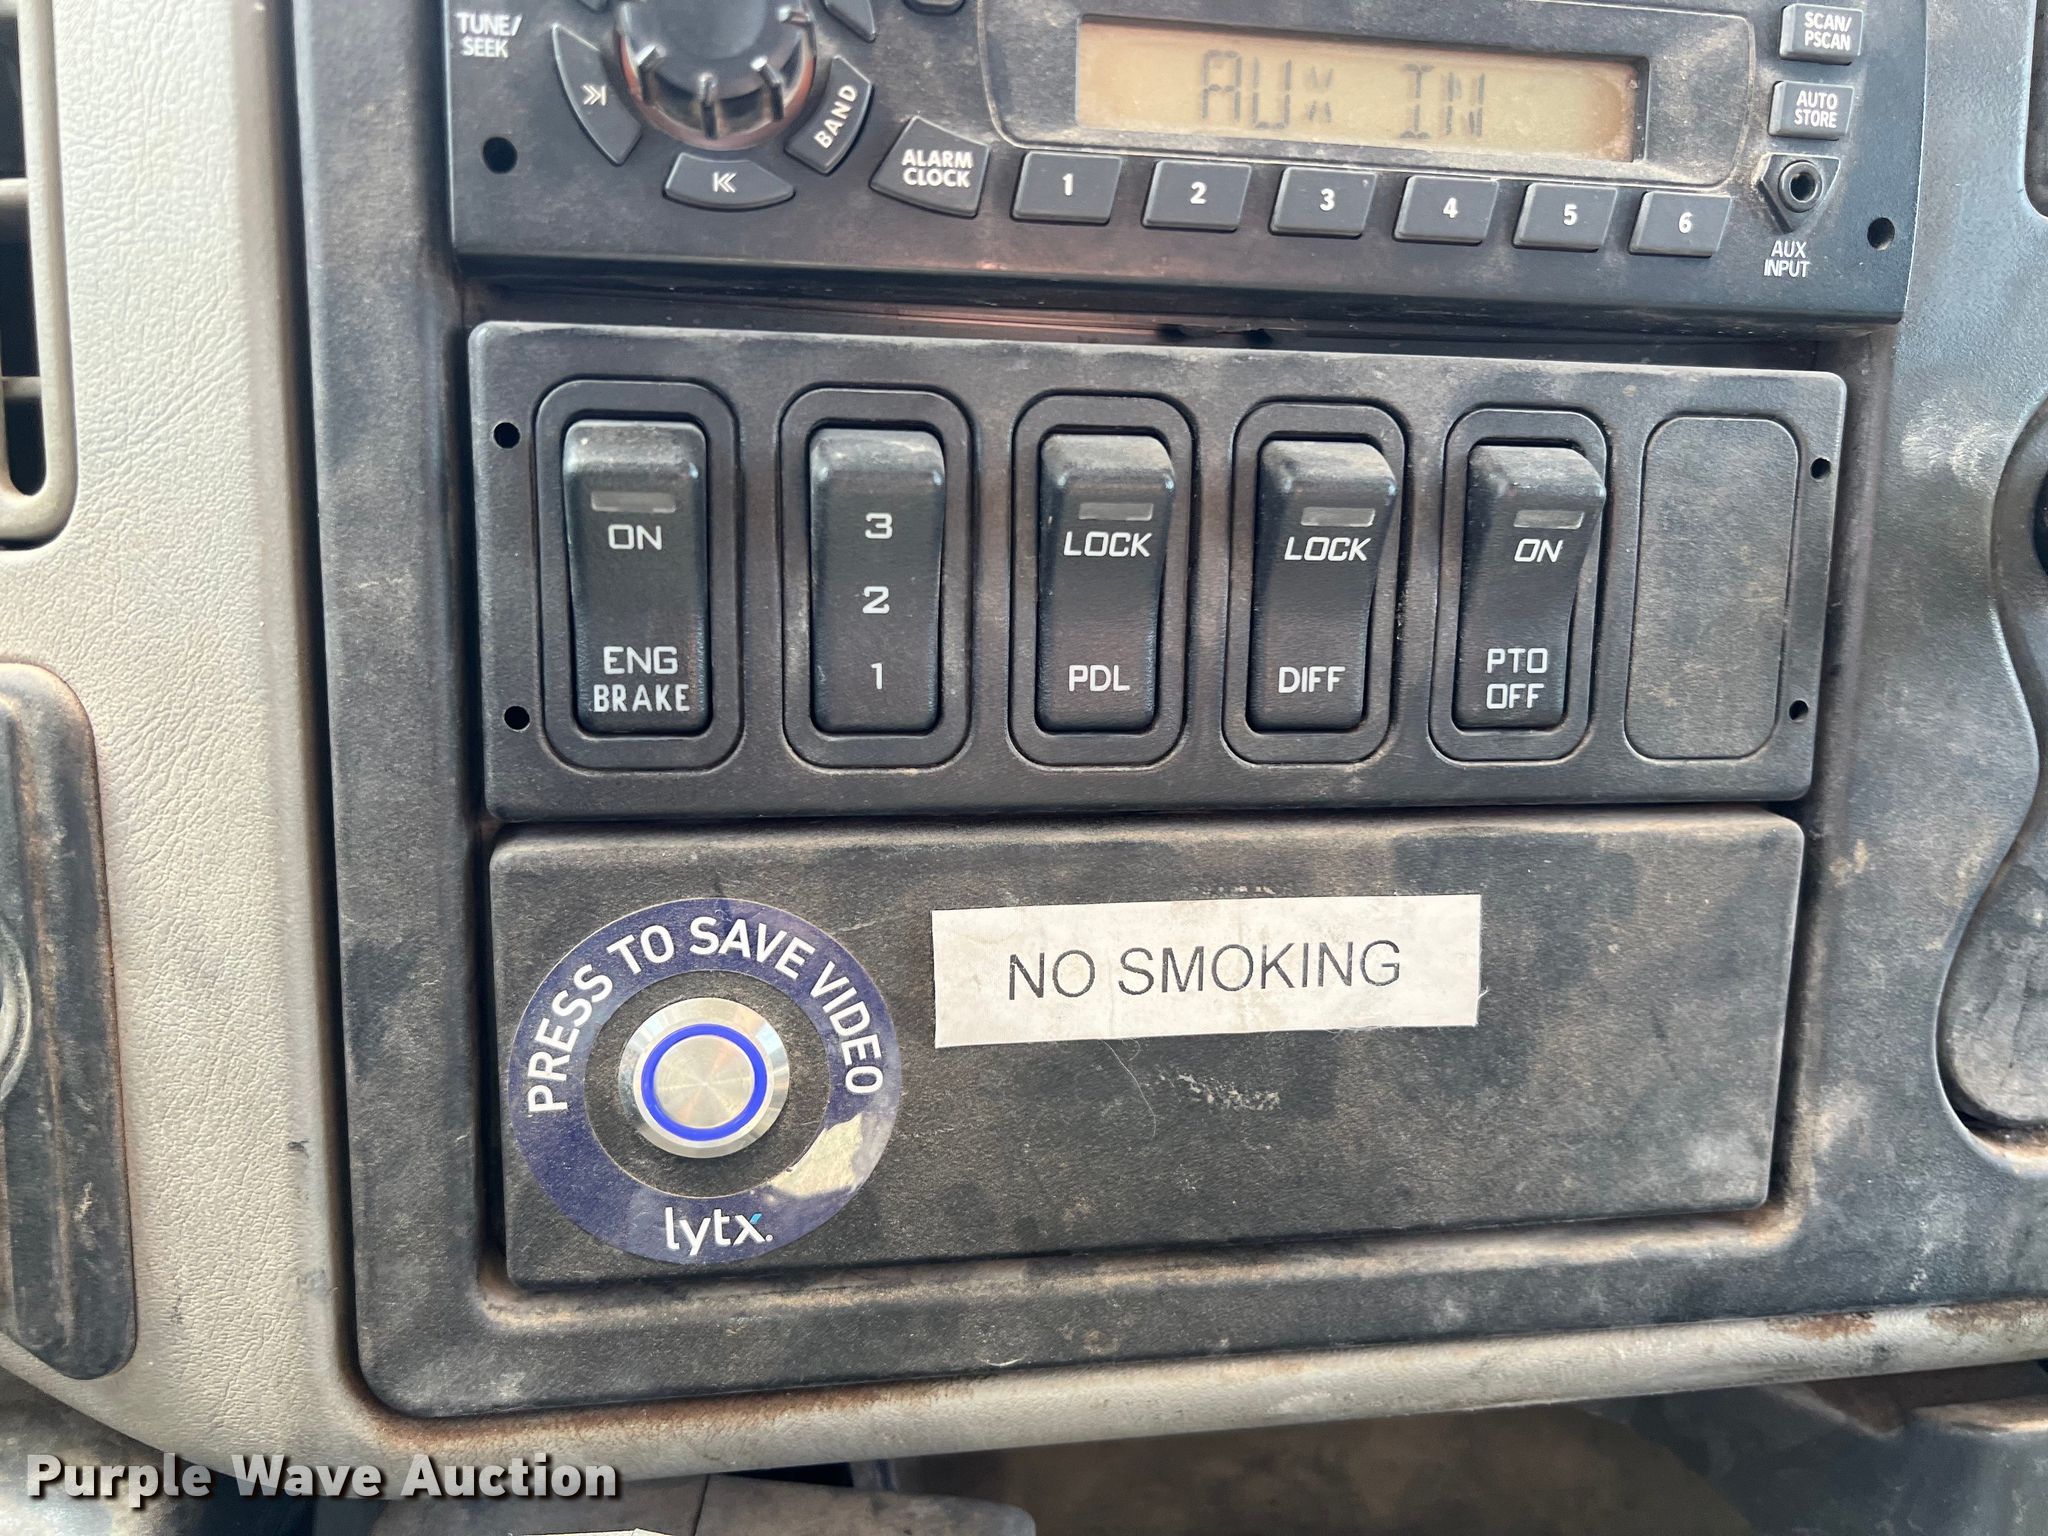 TUNE/
SEEK
BAND
ALARM
CLOCK
AUX IN
SCAN/
PSCAN
AUTO
STORE
1
2
3
4
5
6
AUX
INPUT
ON
ENG
BRAKE
3
2
1
LOCK
PDL
LOCK
DIFF
ON
PTO
OFF
PRESS TO SAVE VIDEO
lytx.
NO SMOKING
Purple Wave Auction